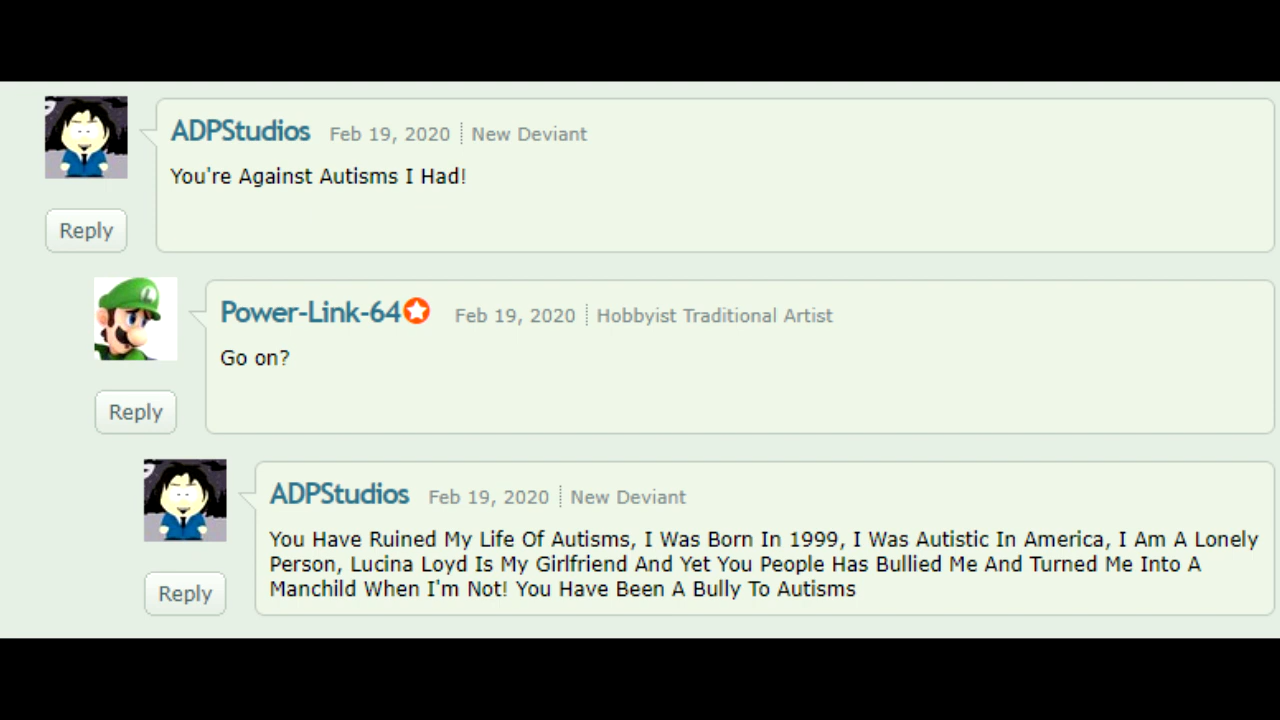 ADPStudios Feb 19, 2020 New Deviant
You're Against Autisms I Had!
Reply
Power-Link-64 Feb 19, 2020 Hobbyist Traditional Artist
Go on?
Reply
ADPStudios Feb 19, 2020 New Deviant
You Have Ruined My Life Of Autisms, I Was Born In 1999, I Was Autistic In America, I Am A Lonely
Person, Lucina Loyd Is My Girlfriend And Yet You People Has Bullied Me And Turned Me Into A
Manchild When I'm Not! You Have Been A Bully To Autisms
Reply